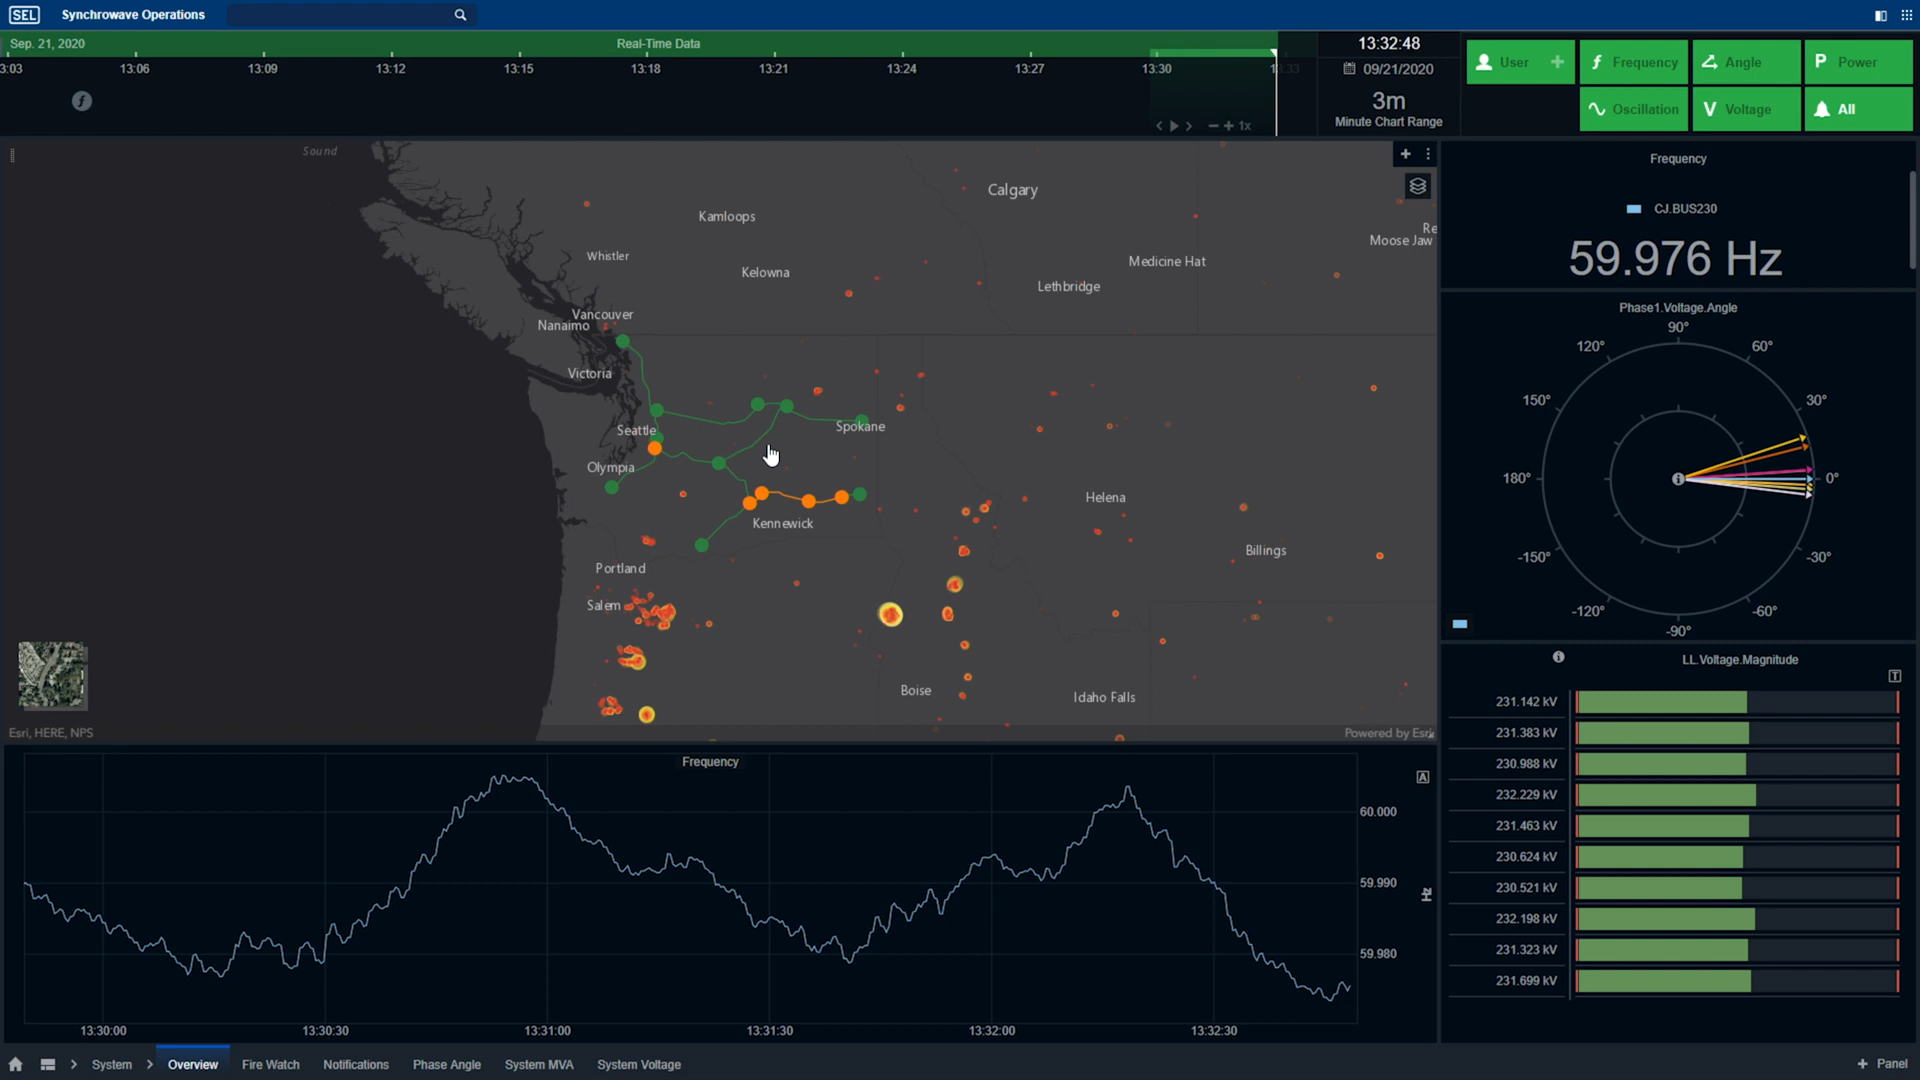 SEL Synchrowave Operations
Sep. 21, 2020
Real-Time Data
3:03 13:06 13:09 13:12 13:15 13:18 13:21 13:24 13:27 13:30 13:33
f
1x
13:32:48
09/21/2020
3m
Minute Chart Range
User
f Frequency
Angle
P Power
Oscillation
V Voltage
All
Sound
Calgary
Kamloops
Re
Moose Jaw
Whistler
Medicine Hat
Kelowna
Lethbridge
Vancouver
Nanaimo
Victoria
Seattle
Spokane
Olympia
Helena
Kennewick
Billings
Portland
Salem
Boise
Idaho Falls
Esri, HERE, NPS
Powered by Esri
Frequency
CJ.BUS230
59.976 Hz
Phase1.Voltage.Angle
90°
120°
60°
150°
30°
180°
0°
-150°
-30°
-120°
-60°
-90°
LL.Voltage.Magnitude
T
231.142 kV
231.383 kV
230.988 kV
232.229 kV
231.463 kV
230.624 kV
230.521 kV
232.198 kV
231.323 kV
231.699 kV
Frequency
A
60.000
59.990
Hz
59.980
13:30:00 13:30:30 13:31:00 13:31:30 13:32:00 13:32:30
System Overview Fire Watch Notifications Phase Angle System MVA System Voltage
+ Panel